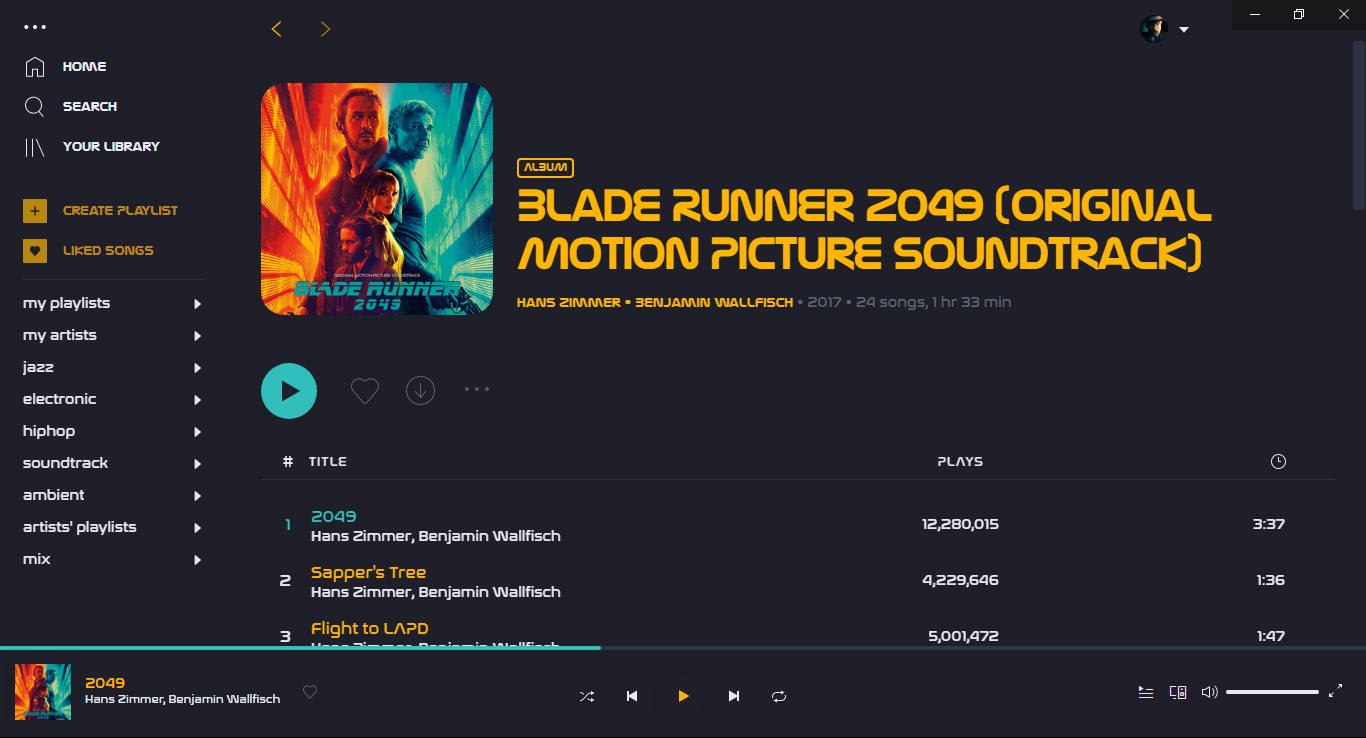 HOME
SEARCH
YOUR LIBRARY
CREATE PLAYLIST
LIKED SONGS
my playlists
my artists
jazz
electronic
hiphop
soundtrack
ambient
artists' playlists
mix
ORIGINAL MOTION PICTURE SOUNDTRACK
BLADE RUNNER
2049
ALBUM
BLADE RUNNER 2049 (ORIGINAL
MOTION PICTURE SOUNDTRACK)
HANS ZIMMER • BENJAMIN WALLFISCH • 2017 • 24 songs, 1 hr 33 min
# TITLE PLAYS
1 2049 12,280,015 3:37
Hans Zimmer, Benjamin Wallfisch
2 Sapper's Tree 4,229,646 1:36
Hans Zimmer, Benjamin Wallfisch
3 Flight to LAPD 5,001,472 1:47
Hans Zimmer, Benjamin Wallfisch
2049
Hans Zimmer, Benjamin Wallfisch